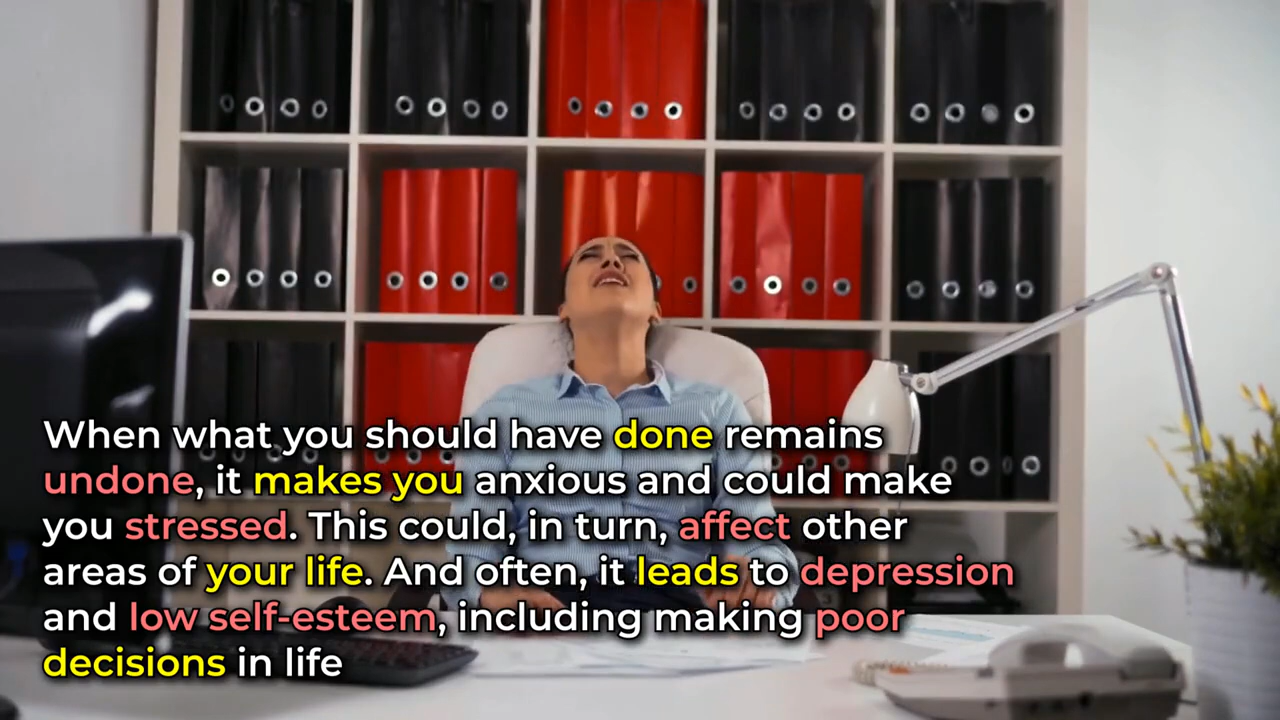 When what you should have done remains
undone, it makes you anxious and could make
you stressed. This could, in turn, affect other
areas of your life. And often, it leads to depression
and low self-esteem, including making poor
decisions in life